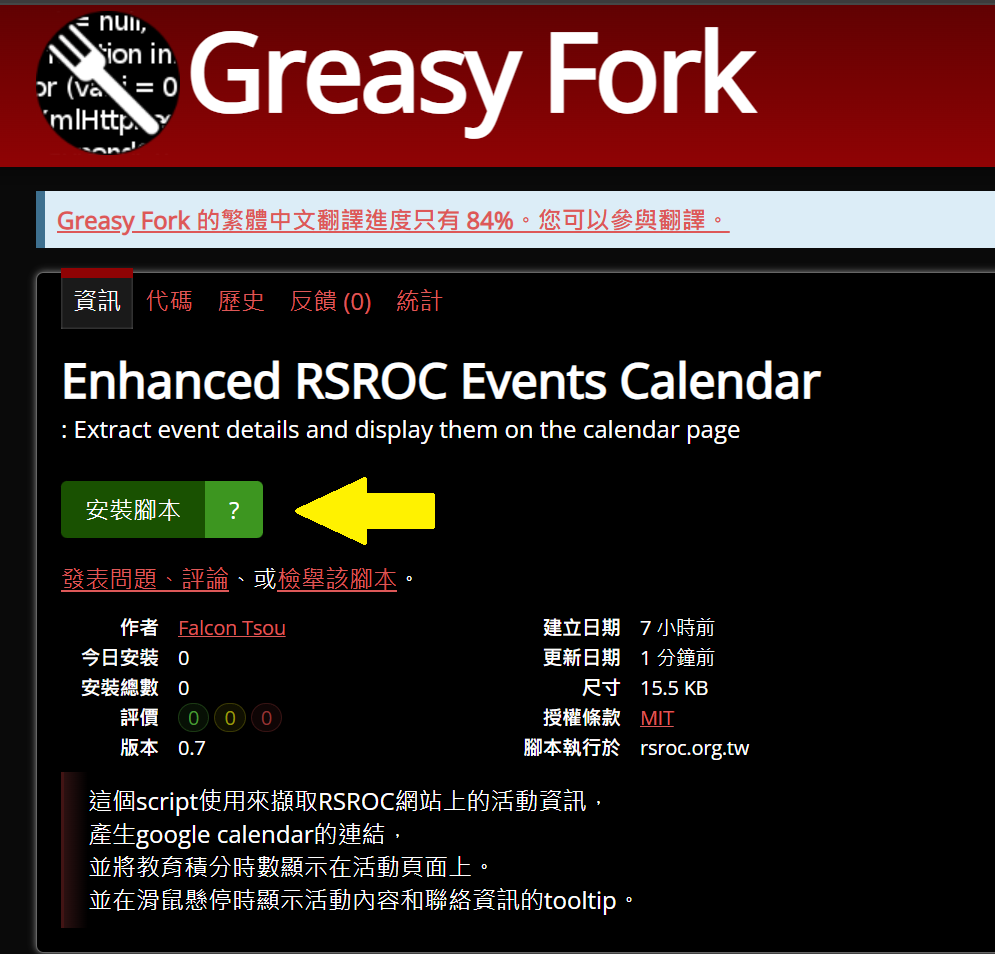 = null,
tion in
or (va i = 0
mlHttp
Greasy Fork
Greasy Fork 的繁體中文翻譯進度只有 84%。您可以參與翻譯。
資訊 代碼 歷史 反饋 (0) 統計
Enhanced RSROC Events Calendar
: Extract event details and display them on the calendar page
安裝腳本 ?
發表問題、評論、或檢舉該腳本。
作者 Falcon Tsou 建立日期 7 小時前
今日安裝 0 更新日期 1 分鐘前
安裝總數 0 尺寸 15.5 KB
評價 0 0 0 授權條款 MIT
版本 0.7 腳本執行於 rsroc.org.tw
這個script使用來擷取RSROC網站上的活動資訊，
產生google calendar的連結，
並將教育積分時數顯示在活動頁面上。
並在滑鼠懸停時顯示活動內容和聯絡資訊的tooltip。